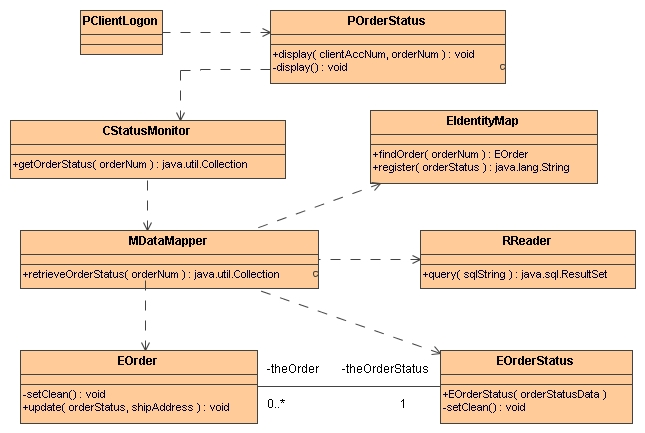 PClientLogon
POrderStatus
+display( clientAccNum, orderNum ) : void
-display() : void
CStatusMonitor
+getOrderStatus( orderNum ) : java.util.Collection
EIdentityMap
+findOrder( orderNum ) : EOrder
+register( orderStatus ) : java.lang.String
MDataMapper
+retrieveOrderStatus( orderNum ) : java.util.Collection
RReader
+query( sqlString ) : java.sql.ResultSet
EOrder
-setClean() : void
+update( orderStatus, shipAddress ) : void
-theOrder
-theOrderStatus
0..*
1
EOrderStatus
+EOrderStatus( orderStatusData )
-setClean() : void